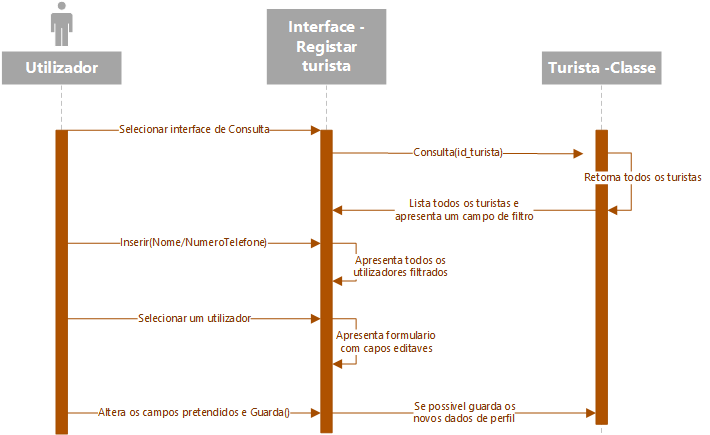 Interface -
Registar
turista
Utilizador
Turista -Classe
Selecionar interface de Consulta
Consulta(id_turista)
Retorna todos os turistas
Lista todos os turistas e
apresenta um campo de filtro
Inserir(Nome/NumeroTelefone)
Apresenta todos os
utilizadores filtrados
Selecionar um utilizador
Apresenta formulario
com capos editaves
Altera os campos pretendidos e Guarda()
Se possivel guarda os
novos dados de perfil